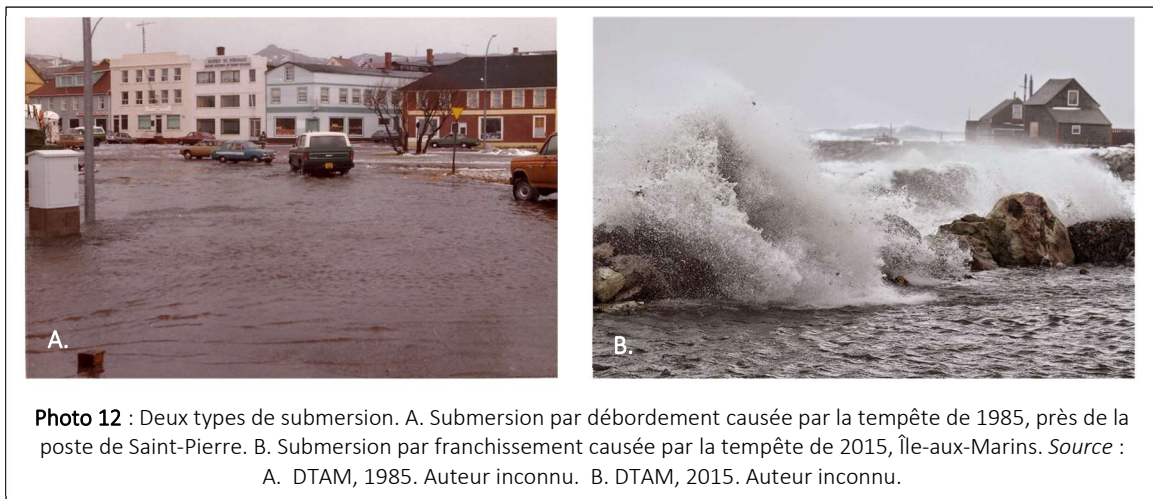 A.
B.
Photo 12 : Deux types de submersion. A. Submersion par débordement causée par la tempête de 1985, près de la
poste de Saint-Pierre. B. Submersion par franchissement causée par la tempête de 2015, Île-aux-Marins. Source :
A. DTAM, 1985. Auteur inconnu. B. DTAM, 2015. Auteur inconnu.